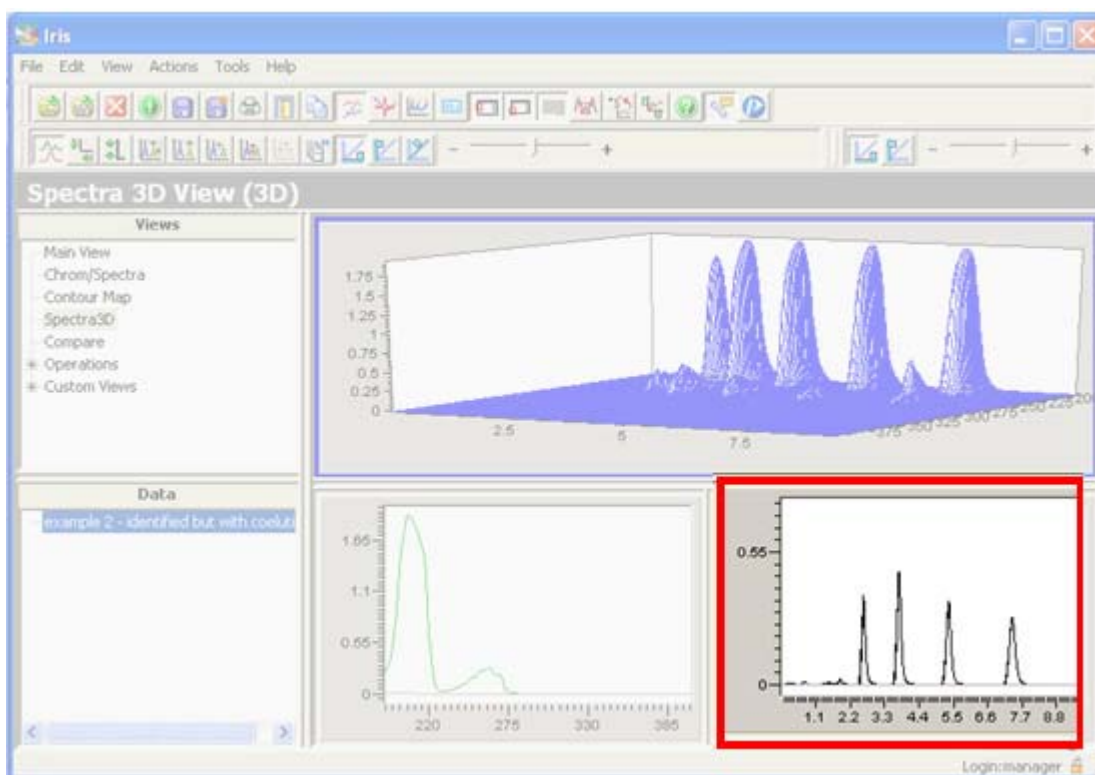 Iris
File Edit View Actions Tools Help
- +
- +
Spectra 3D View (3D)
Views
Main View
Chrom/Spectra
Contour Map
Spectra3D
Compare
Operations
Custom Views
1.75
1.5
1.25
1
0.75
0.5
0.25
0
2.5 5 7.5
375 350 325 300 275 250 225 200
Data
example 2 - identified but with coeluti
1.65
1.1
0.55
0
220 275 330 385
0.55
0
1.1 2.2 3.3 4.4 5.5 6.6 7.7 8.8
Login:manager